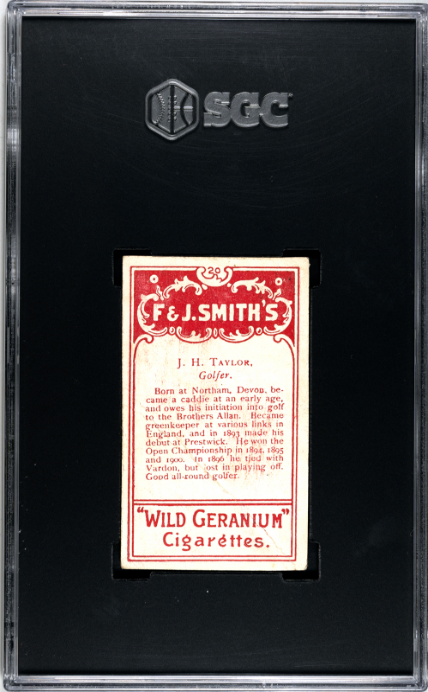 SGC
39
F & J. SMITH'S
J. H. TAYLOR,
Golfer.
Born at Northam, Devon, be-
came a caddie at an early age,
and owes his initiation into golf
to the Brothers Allan. Became
greenkeeper at various links in
England, and in 1893 made his
debut at Prestwick. He won the
Open Championship in 1894, 1895
and 1900. In 1896 he tied with
Vardon, but lost in playing off.
Good all-round golfer.
"WILD GERANIUM"
Cigaréttes.